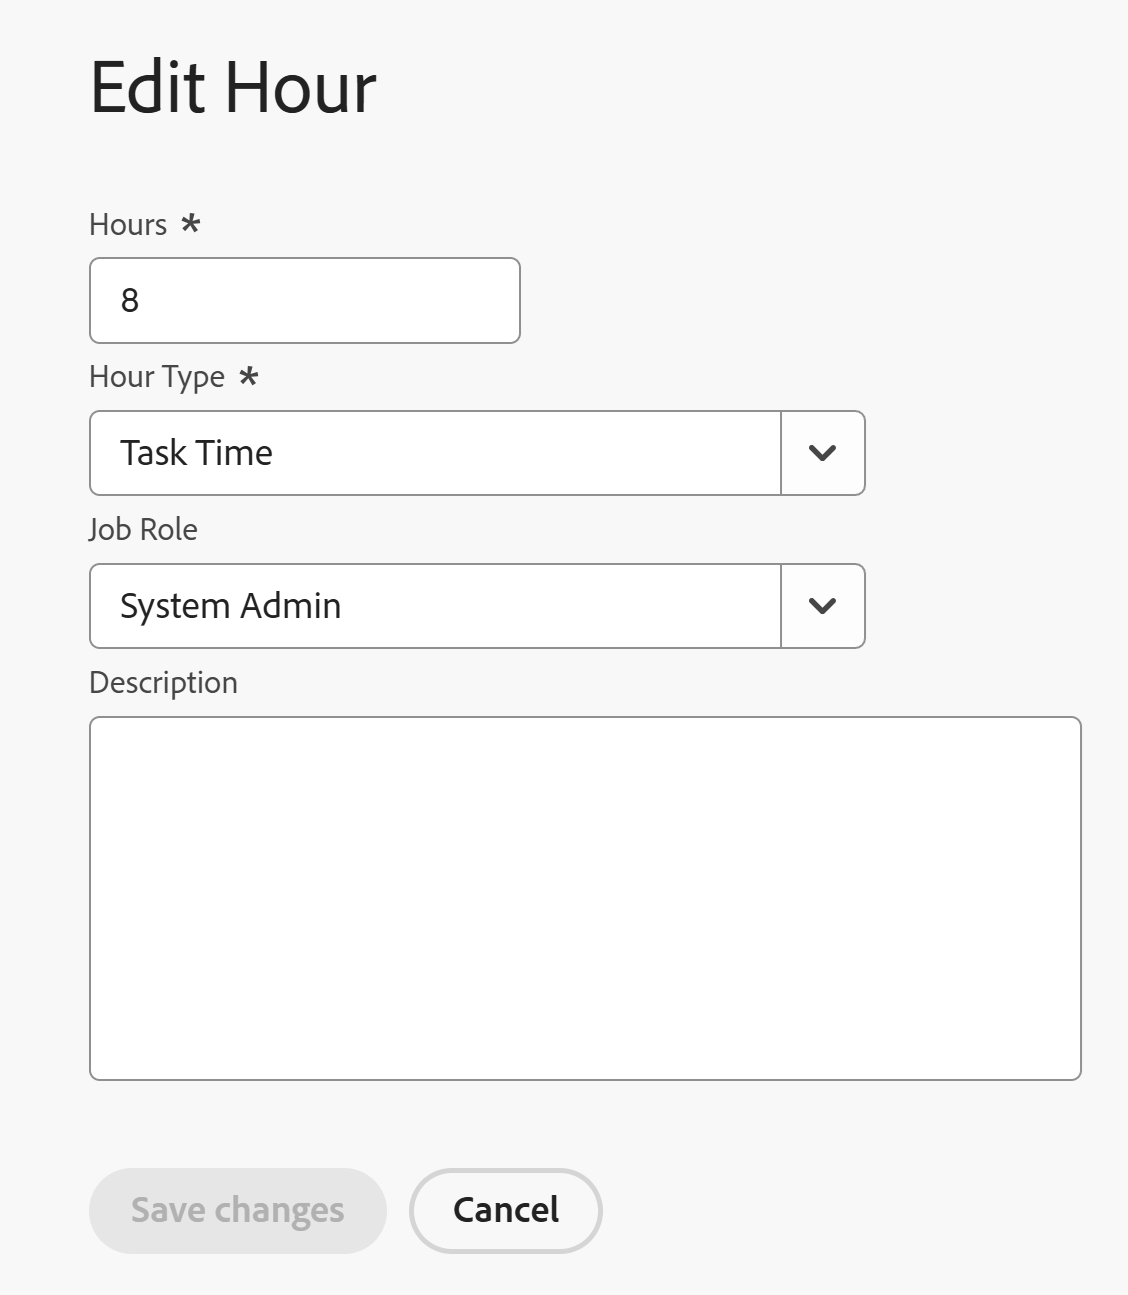 Edit Hour
Hours *
8
Hour Type *
Task Time
Job Role
System Admin
Description
Save changes
Cancel